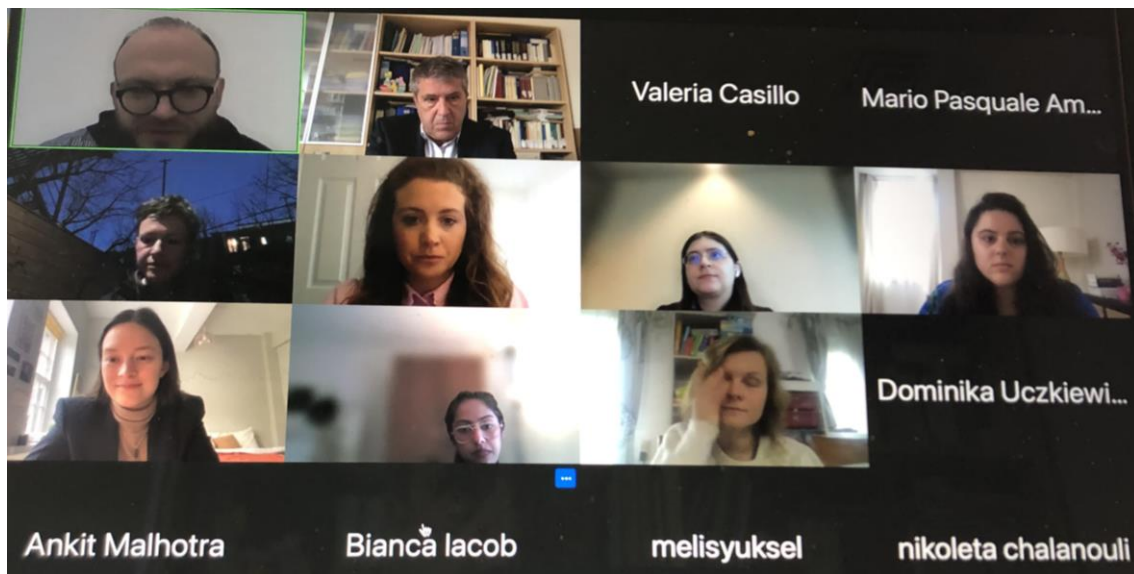 Valeria Casillo
Mario Pasquale Am...
Dominika Uczkiewi...
Ankit Malhotra
Bianca Iacob
melisyuksel
nikoleta chalanouli